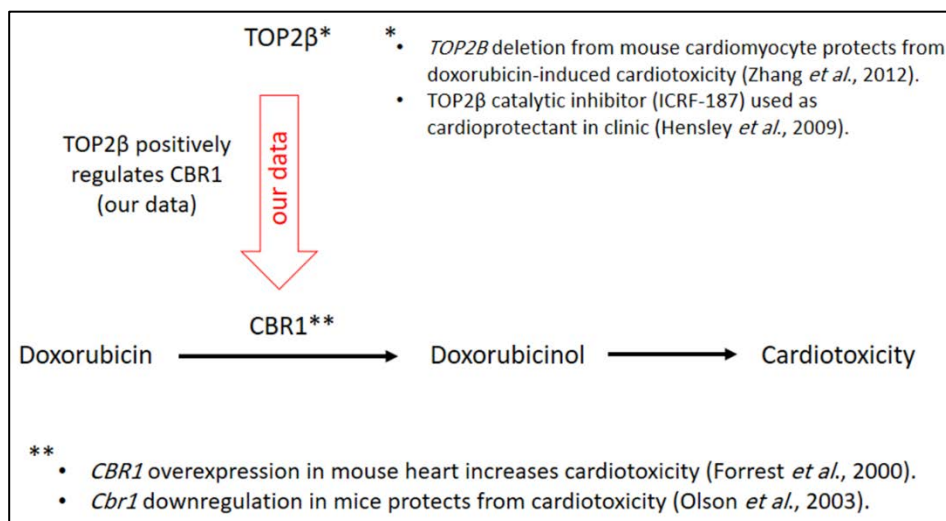 TOP2β*
*
• TOP2B deletion from mouse cardiomyocyte protects from
doxorubicin-induced cardiotoxicity (Zhang et al., 2012).
• TOP2β catalytic inhibitor (ICRF-187) used as
cardioprotectant in clinic (Hensley et al., 2009).
TOP2β positively
regulates CBR1
(our data)
our data
CBR1**
Doxorubicin
Doxorubicinol
Cardiotoxicity
**
• CBR1 overexpression in mouse heart increases cardiotoxicity (Forrest et al., 2000).
• Cbr1 downregulation in mice protects from cardiotoxicity (Olson et al., 2003).